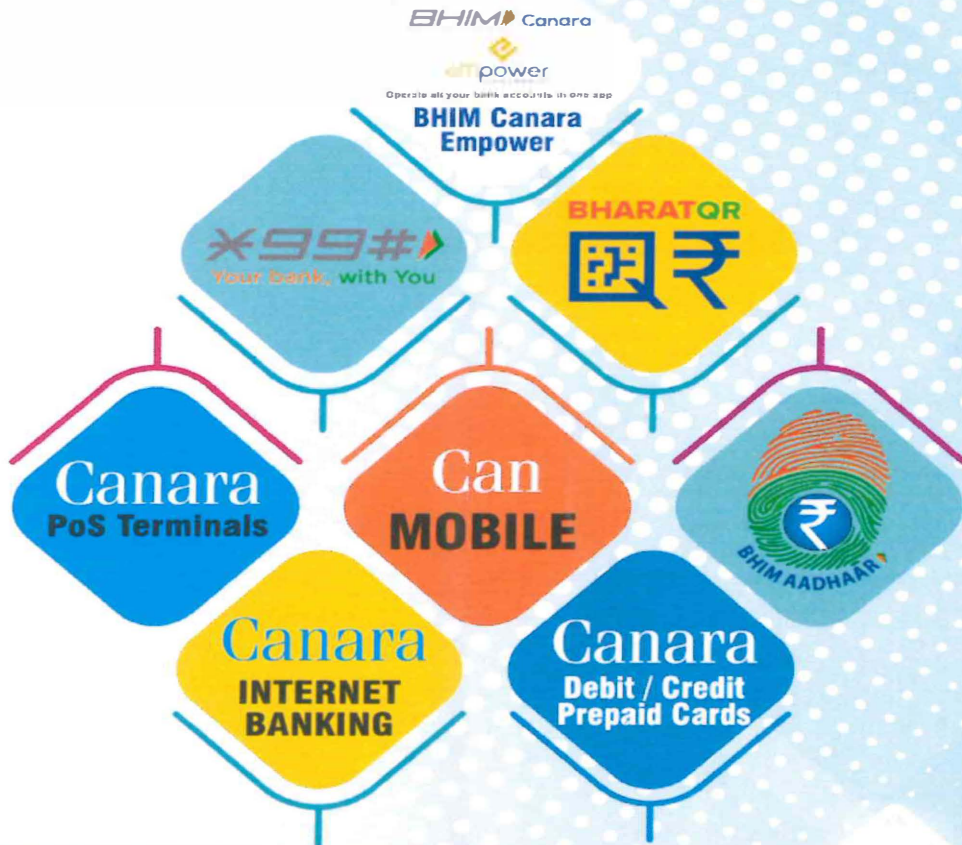 BHIM Canara
empower
Operate all your bank accounts in one app
BHIM Canara
Empower
*99#
Your bank, with You
BHARATQR
₹
Canara
PoS Terminals
Can
MOBILE
₹
BHIM AADHAAR
Canara
INTERNET
BANKING
Canara
Debit / Credit
Prepaid Cards